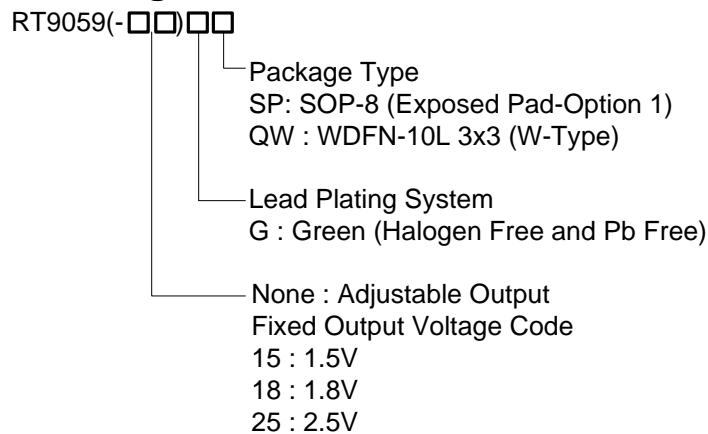 RT9059(-□□)□□
Package Type
SP: SOP-8 (Exposed Pad-Option 1)
QW : WDFN-10L 3x3 (W-Type)
Lead Plating System
G : Green (Halogen Free and Pb Free)
None : Adjustable Output
Fixed Output Voltage Code
15 : 1.5V
18 : 1.8V
25 : 2.5V